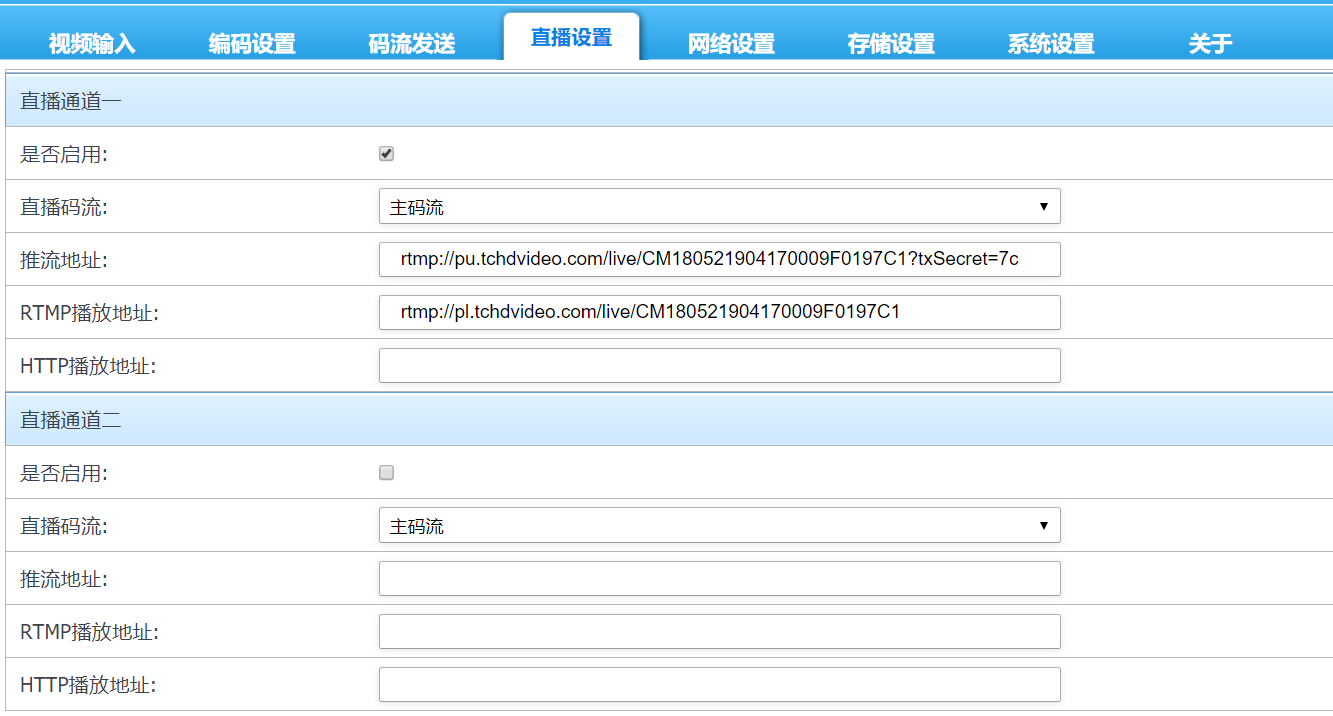 视频输入 编码设置 码流发送 直播设置 网络设置 存储设置 系统设置 关于
直播通道一
是否启用:
直播码流: 主码流
推流地址: rtmp://pu.tchdvideo.com/live/CM180521904170009F0197C1?txSecret=7c
RTMP播放地址: rtmp://pl.tchdvideo.com/live/CM180521904170009F0197C1
HTTP播放地址:
直播通道二
是否启用:
直播码流: 主码流
推流地址:
RTMP播放地址:
HTTP播放地址: